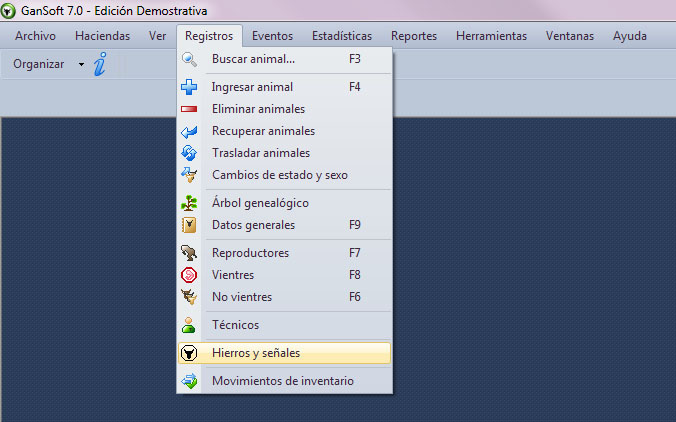 GanSoft 7.0 - Edición Demostrativa
Archivo Haciendas Ver Registros Eventos Estadísticas Reportes Herramientas Ventanas Ayuda
Organizar
Buscar animal... F3
Ingresar animal F4
Eliminar animales
Recuperar animales
Trasladar animales
Cambios de estado y sexo
Árbol genealógico
Datos generales F9
Reproductores F7
Vientres F8
No vientres F6
Técnicos
Hierros y señales
Movimientos de inventario